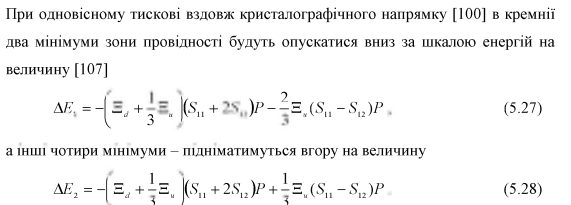 При одновісному тискові вздовж кристалографічного напрямку [100] в кремнії
два мінімуми зони провідності будуть опускатися вниз за шкалою енергій на
величину [107]
ΔE₁ = −(Ξ_d + 1/3 Ξ_u)(S₁₁ + 2S)P − 2/3 Ξ_u (S₁₁ − S₁₂)P , (5.27)
а інші чотири мінімуми – підніматимуться вгору на величину
ΔE₂ = −(Ξ_d + 1/3 Ξ_u)(S₁₁ + 2S₁₂)P + 1/3 Ξ_u (S₁₁ − S₁₂)P . (5.28)